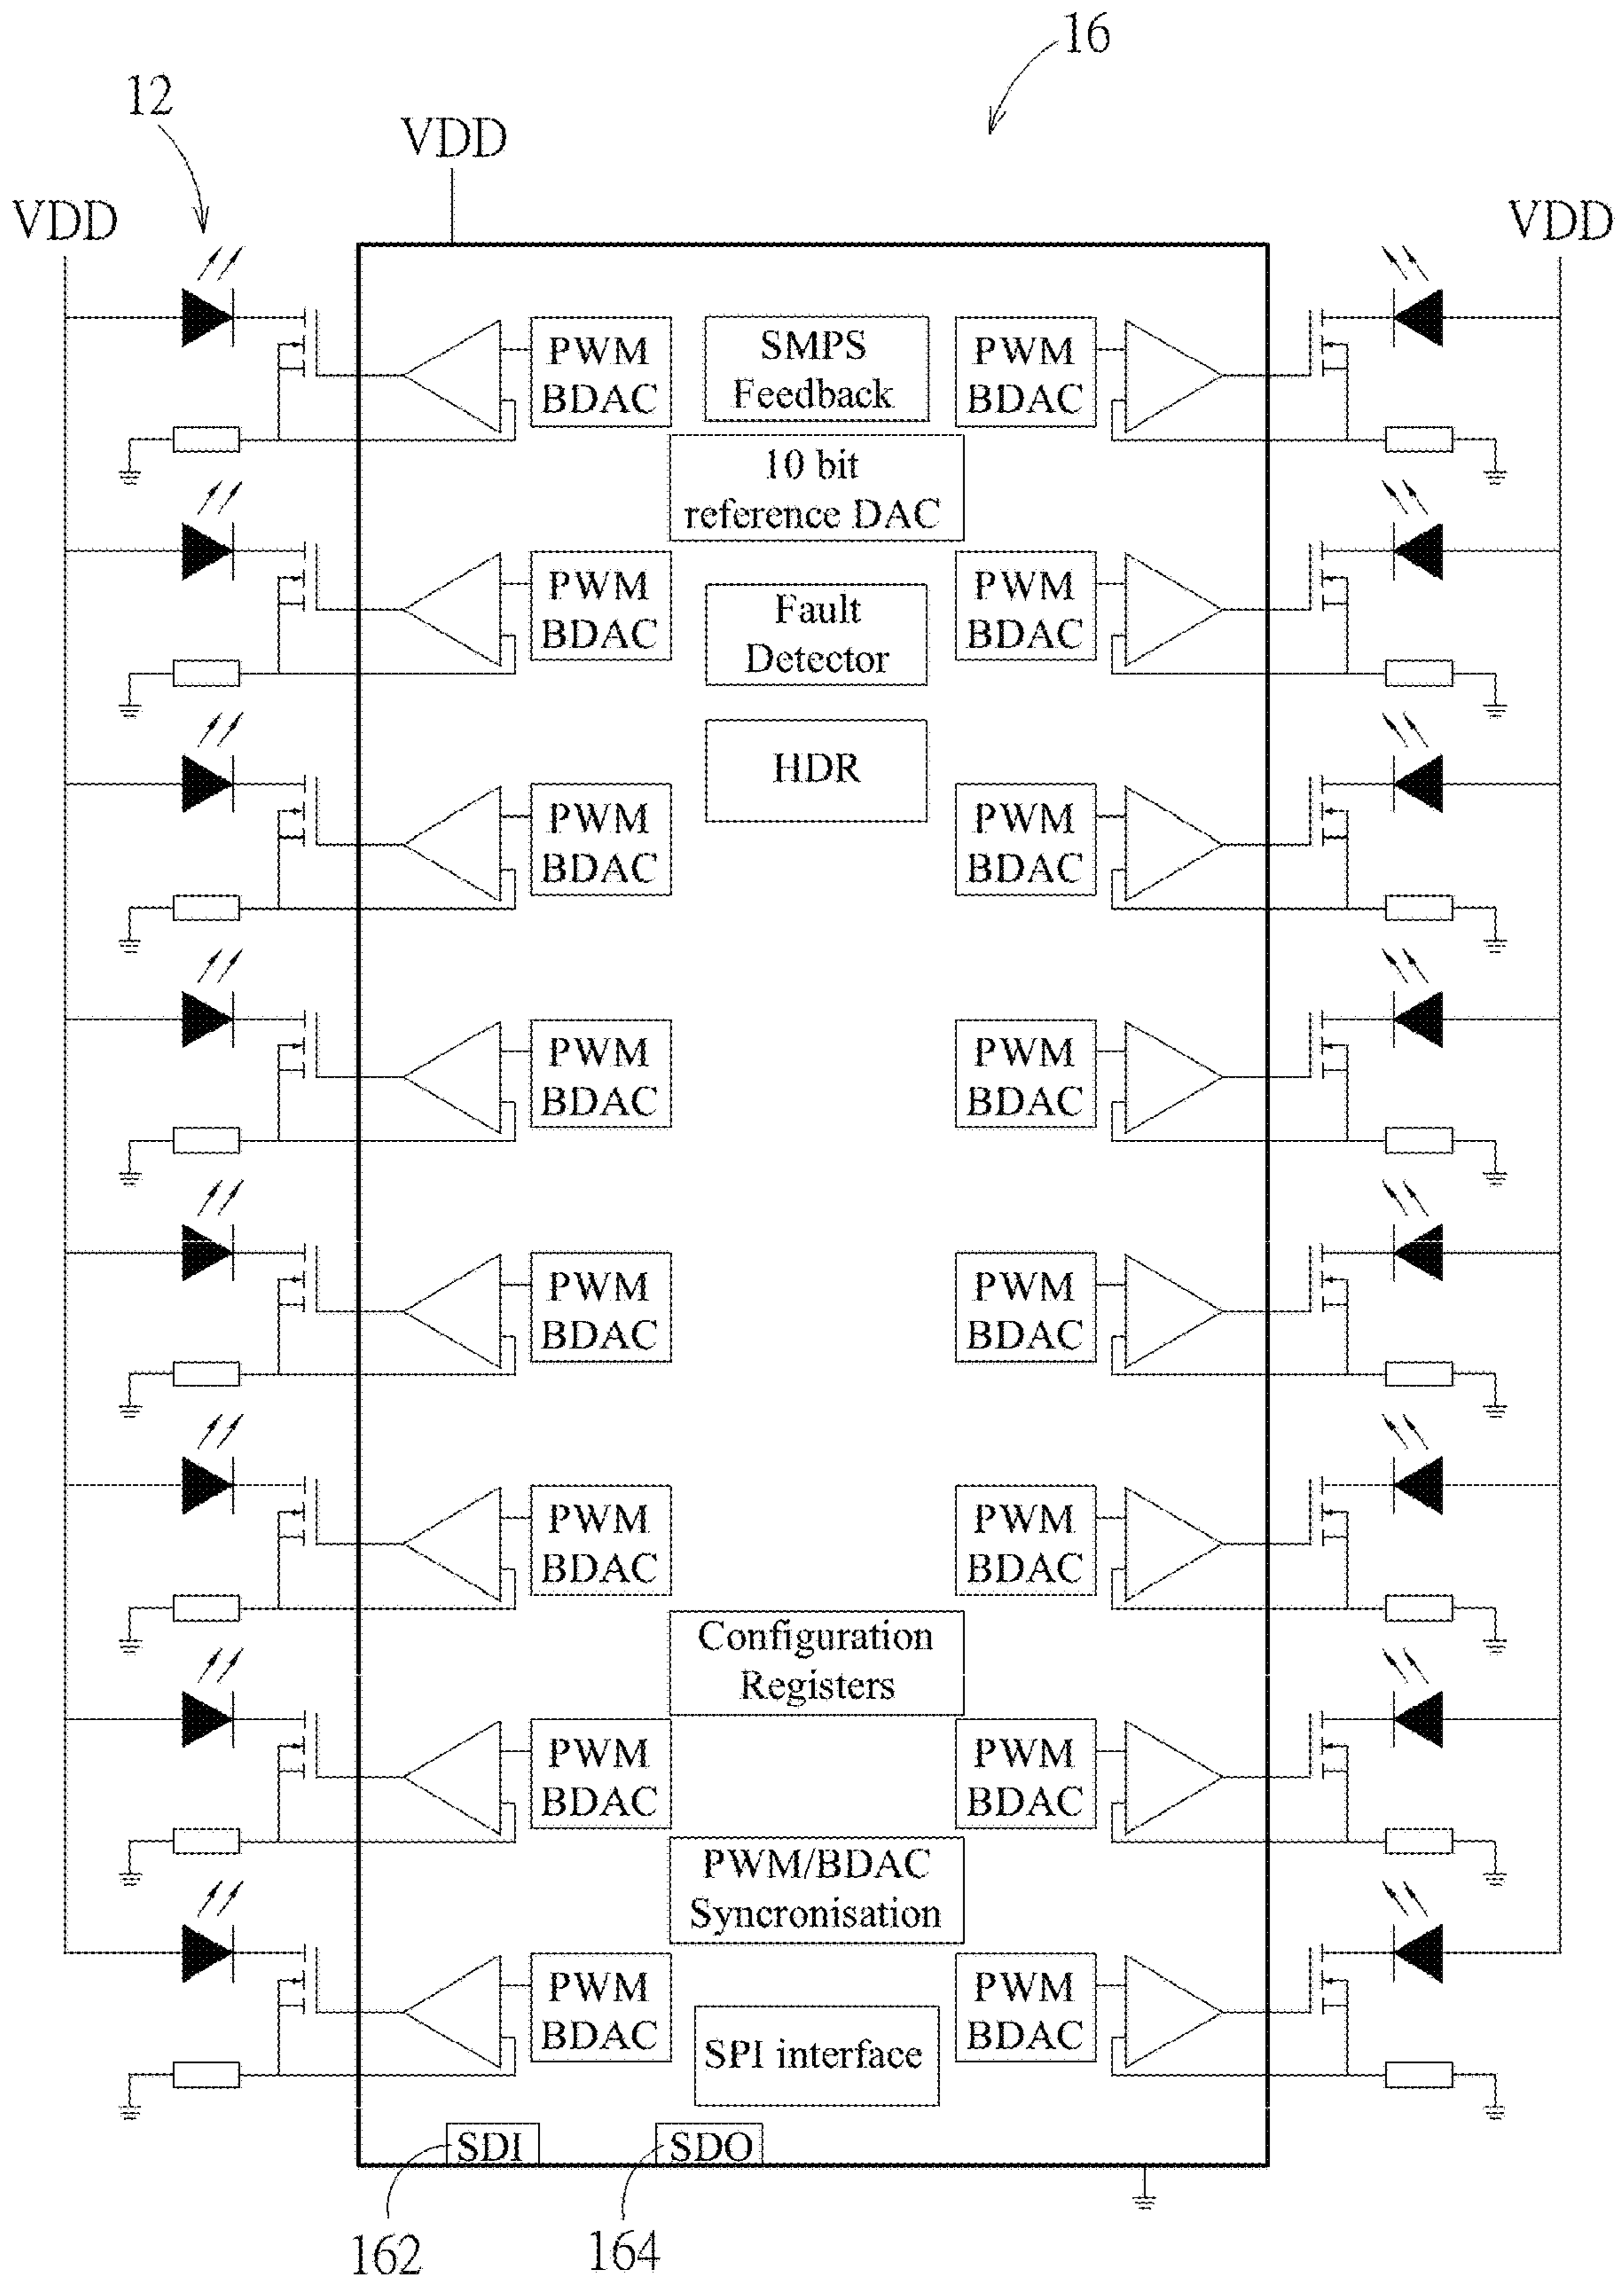 16
12
VDD
VDD
VDD
PWM
BDAC
SMPS
Feedback
PWM
BDAC
10 bit
reference DAC
PWM
BDAC
Fault
Detector
PWM
BDAC
HDR
PWM
BDAC
PWM
BDAC
PWM
BDAC
PWM
BDAC
PWM
BDAC
PWM
BDAC
PWM
BDAC
PWM
BDAC
Configuration
Registers
PWM
BDAC
PWM
BDAC
PWM/BDAC
Syncronisation
PWM
BDAC
PWM
BDAC
SPI interface
SDI
SDO
162
164